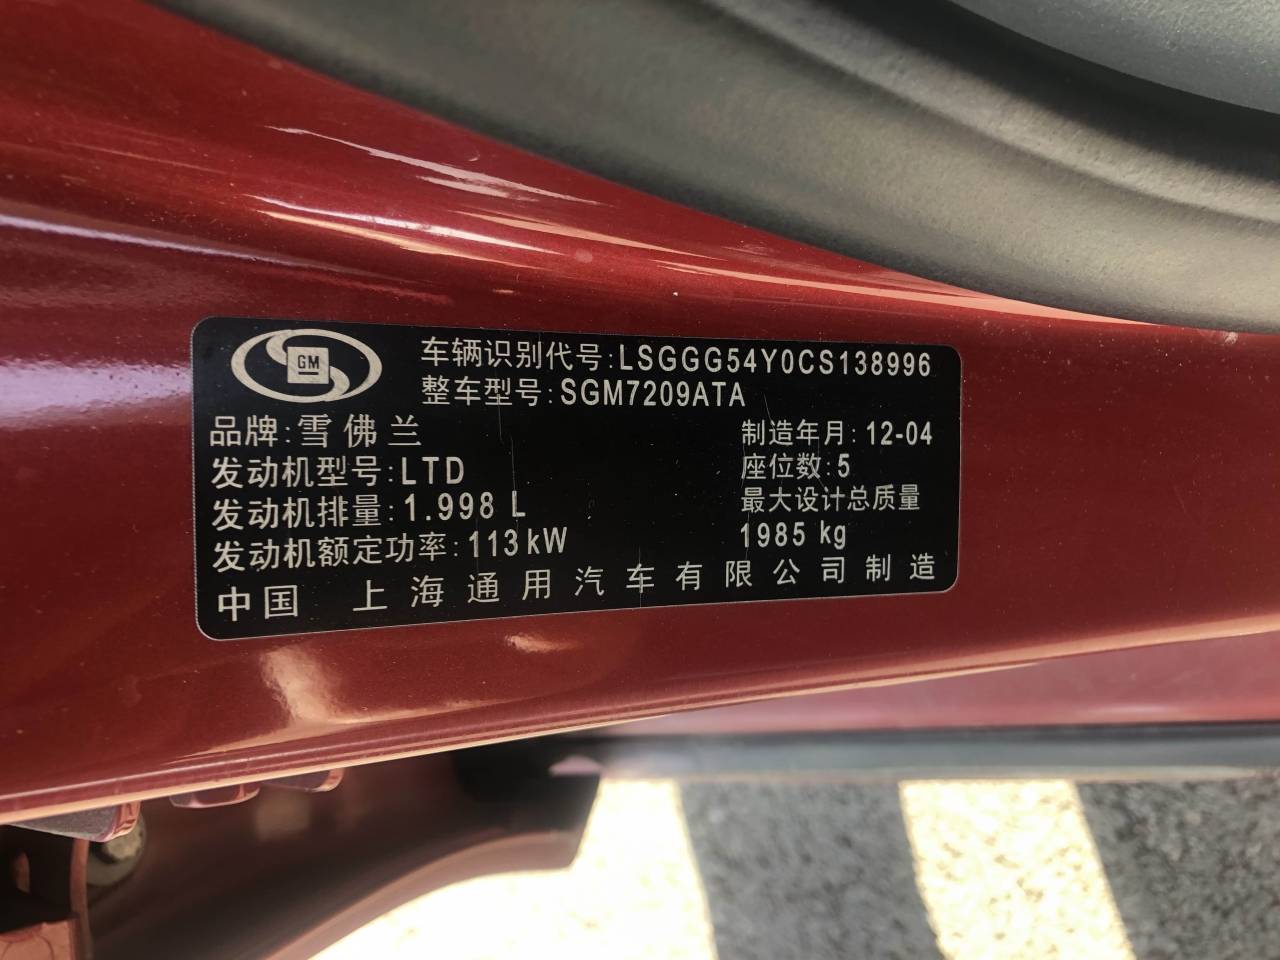 GM
车辆识别代号:LSGGG54Y0CS138996
整车型号:SGM7209ATA
品牌:雪佛兰
制造年月:12-04
发动机型号:LTD
座位数:5
发动机排量:1.998 L
最大设计总质量
1985 kg
发动机额定功率:113kW
中国 上海通用汽车有限公司制造